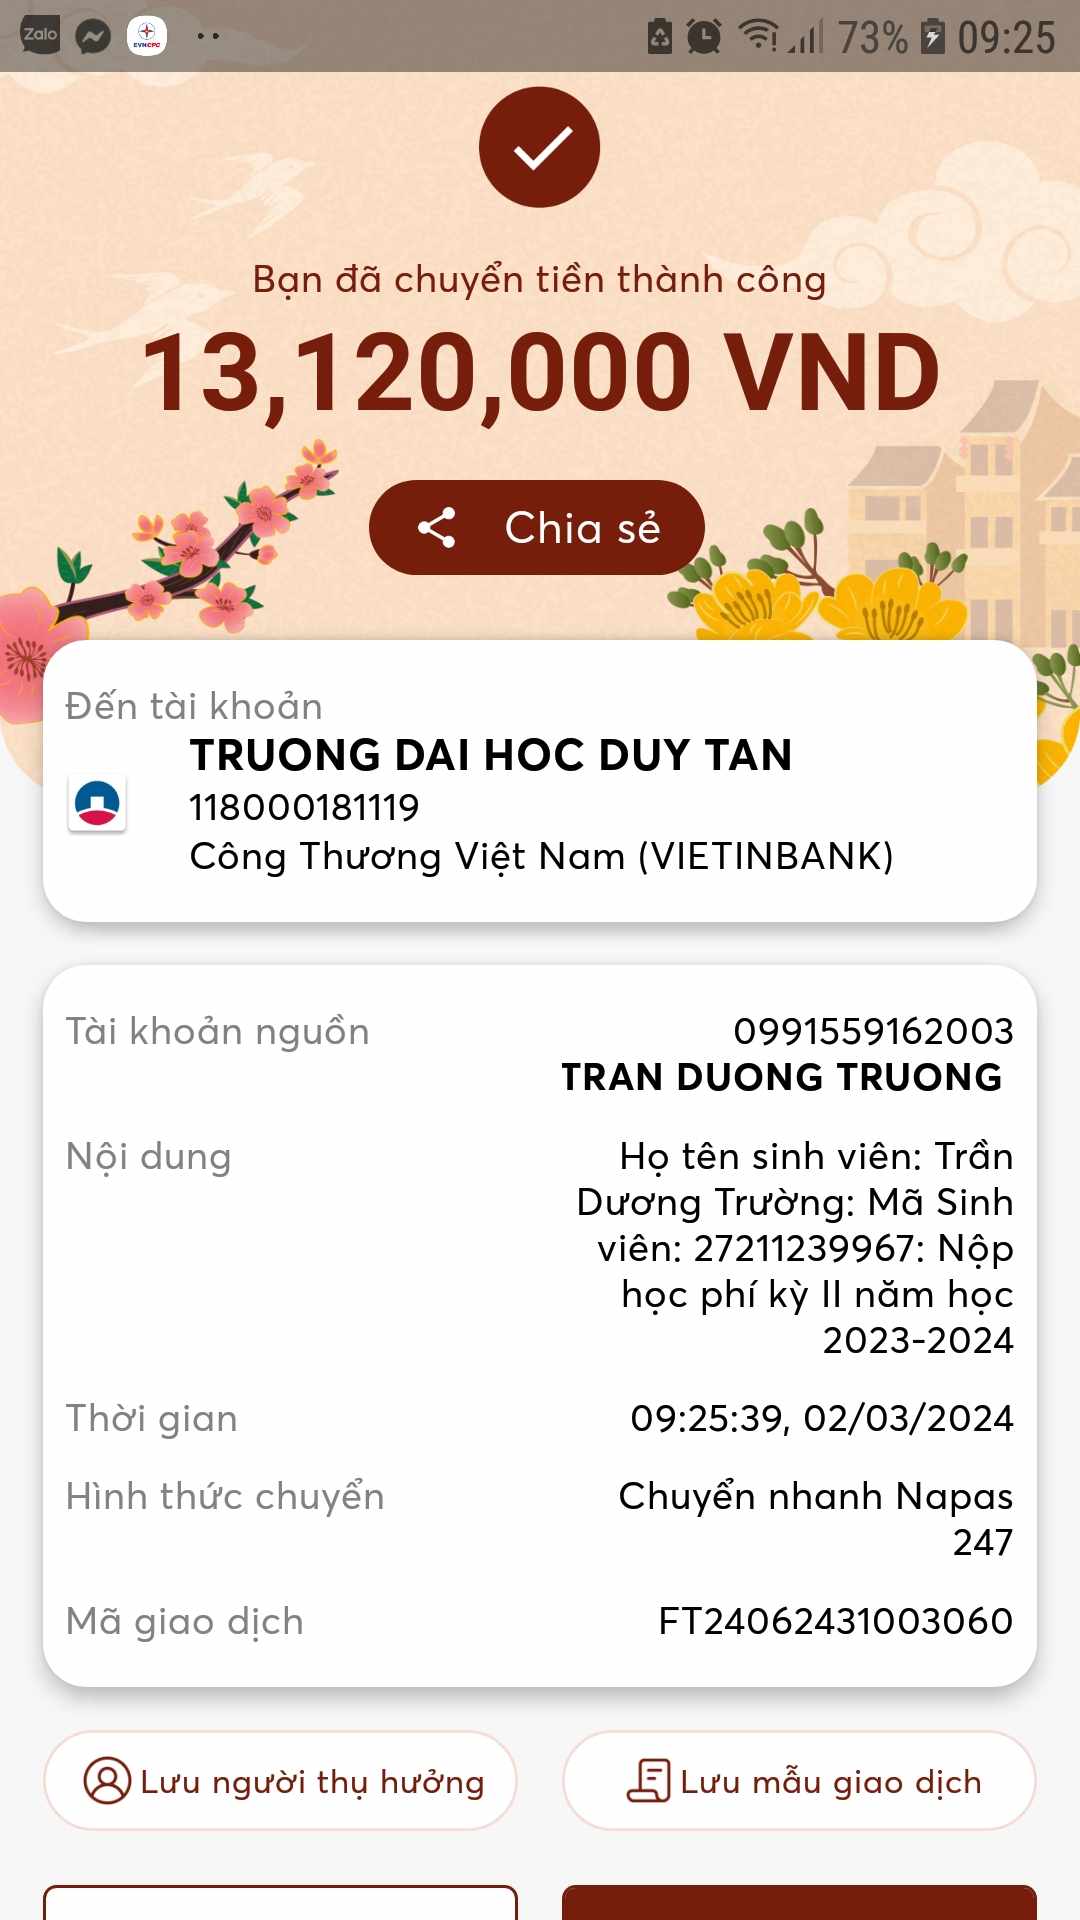 Zalo
EVNCPC
73%
09:25
Bạn đã chuyển tiền thành công
13,120,000 VND
Chia sẻ
Đến tài khoản
TRUONG DAI HOC DUY TAN
118000181119
Công Thương Việt Nam (VIETINBANK)
Tài khoản nguồn
0991559162003
TRAN DUONG TRUONG
Nội dung
Họ tên sinh viên: Trần
Dương Trường: Mã Sinh
viên: 27211239967: Nộp
học phí kỳ II năm học
2023-2024
Thời gian
09:25:39, 02/03/2024
Hình thức chuyển
Chuyển nhanh Napas
247
Mã giao dịch
FT24062431003060
Lưu người thụ hưởng
Lưu mẫu giao dịch